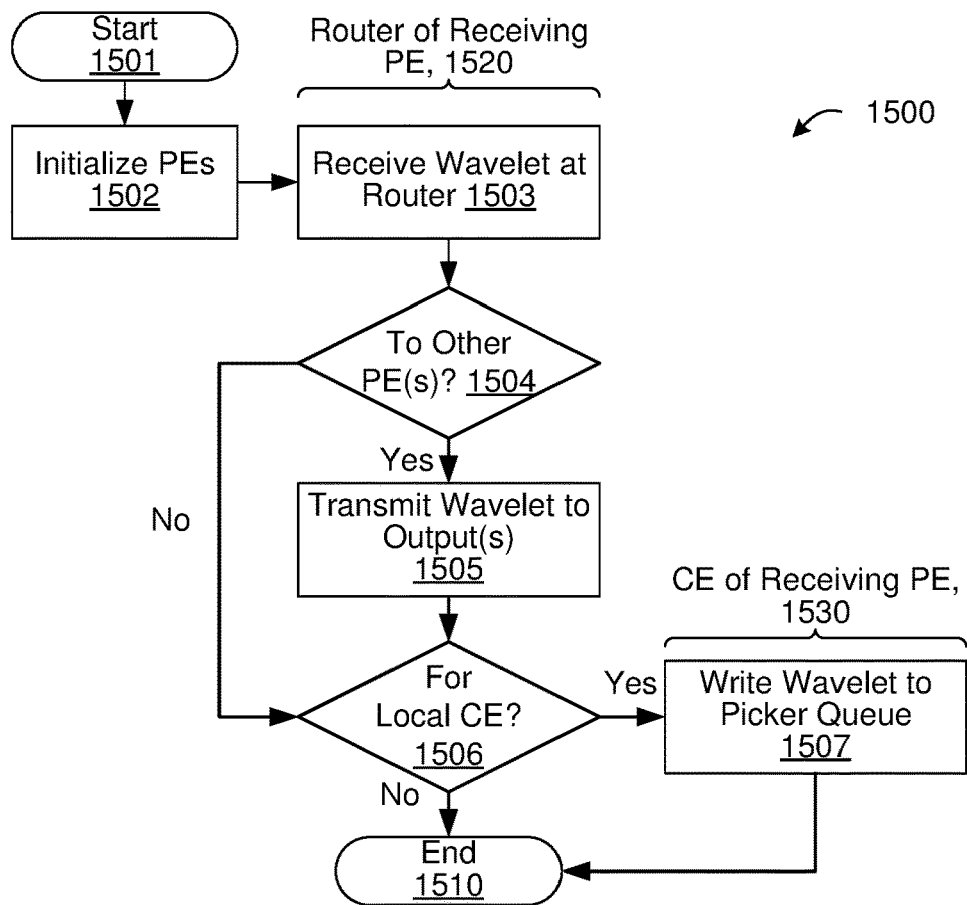 Start
1501
Router of Receiving
PE, 1520
1500
Initialize PEs
1502
Receive Wavelet at
Router 1503
To Other
PE(s)? 1504
Yes
No
Transmit Wavelet to
Output(s)
1505
CE of Receiving PE,
1530
For
Local CE?
1506
Yes
Write Wavelet to
Picker Queue
1507
No
End
1510